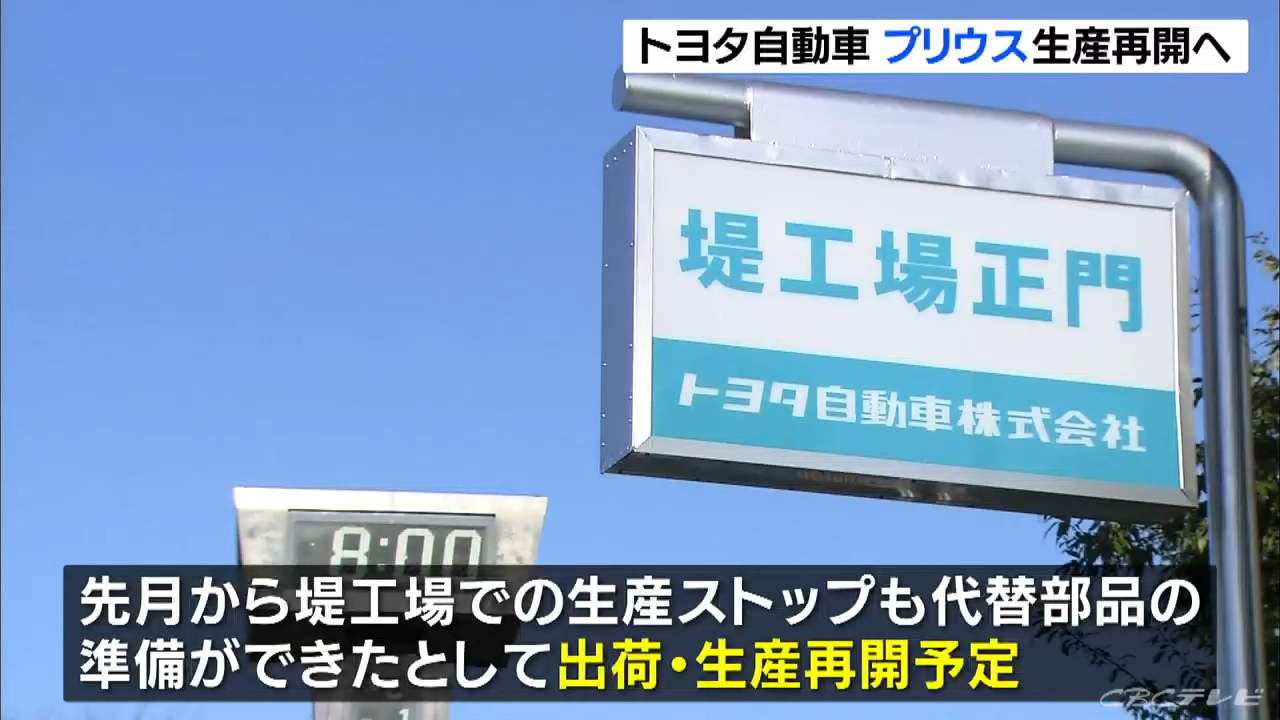 トヨタ自動車 プリウス生産再開へ
堤工場正門
トヨタ自動車株式会社
8:00
先月から堤工場での生産ストップも代替部品の
準備ができたとして出荷・生産再開予定
CBCテレビ